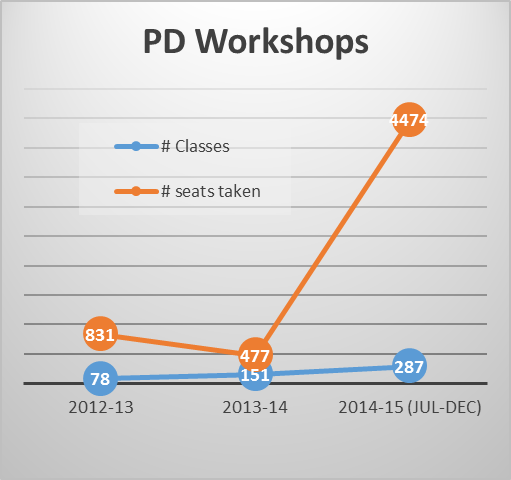 PD Workshops
# Classes
# seats taken
4474
831
477
78
151
287
2012-13
2013-14
2014-15 (JUL-DEC)